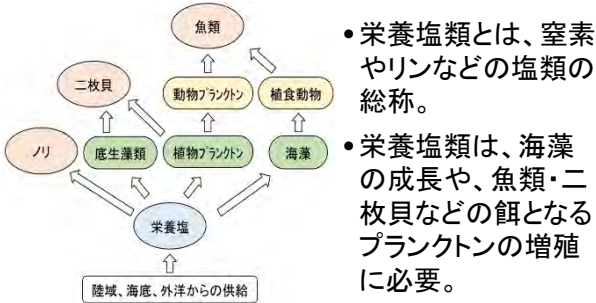 魚類
二枚貝
動物プランクトン
植食動物
ノリ
底生藻類
植物プランクトン
海藻
栄養塩
陸域、海底、外洋からの供給
• 栄養塩類とは、窒素
やリンなどの塩類の
総称。
• 栄養塩類は、海藻
の成長や、魚類・二
枚貝などの餌となる
プランクトンの増殖
に必要。